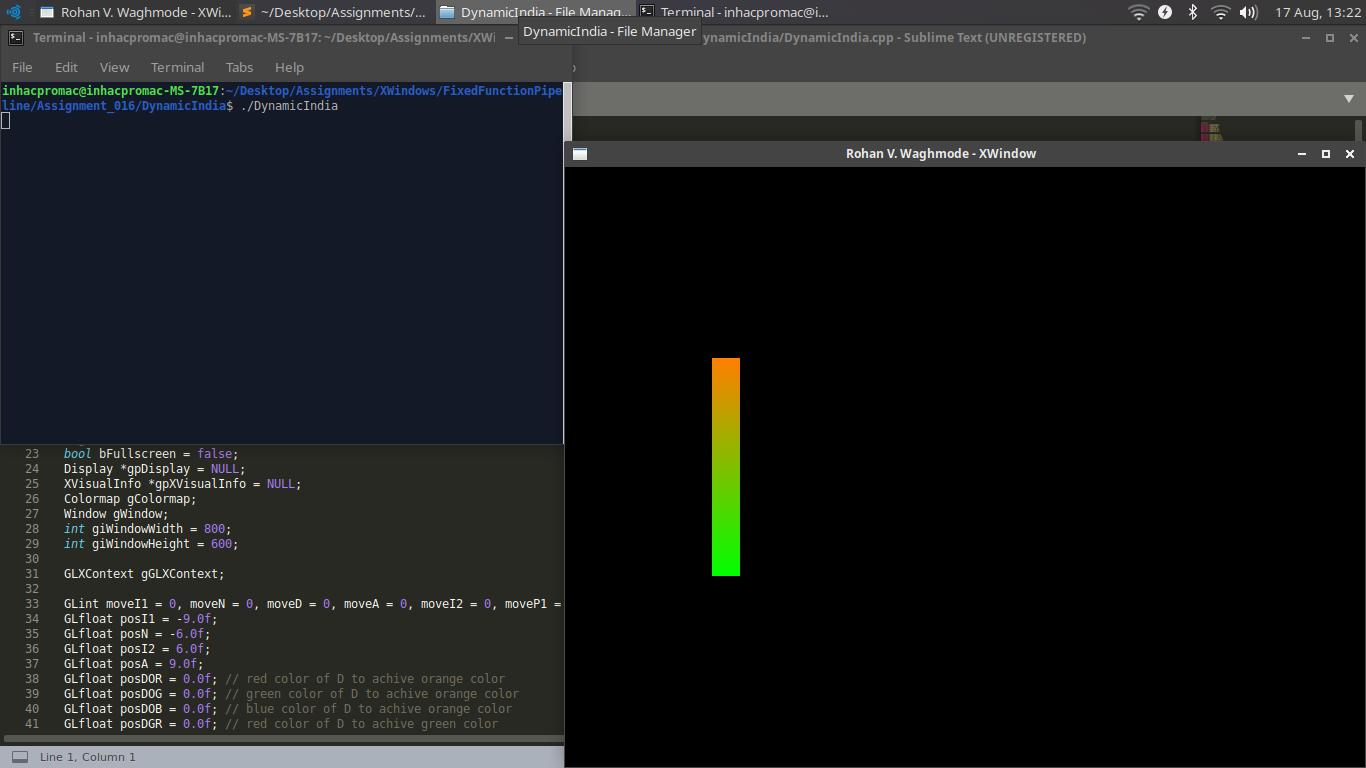 Rohan V. Waghmode - XWi...
~/Desktop/Assignments/...
DynamicIndia - File Manag...
Terminal - inhacpromac@i...
17 Aug, 13:22
DynamicIndia - File Manager
Terminal - inhacpromac@inhacpromac-MS-7B17: ~/Desktop/Assignments/XWi
ynamicIndia/DynamicIndia.cpp - Sublime Text (UNREGISTERED)
File Edit View Terminal Tabs Help
inhacpromac@inhacpromac-MS-7B17:~/Desktop/Assignments/XWindows/FixedFunctionPipe
line/Assignment_016/DynamicIndia$ ./DynamicIndia
Rohan V. Waghmode - XWindow
23 bool bFullscreen = false;
24 Display *gpDisplay = NULL;
25 XVisualInfo *gpXVisualInfo = NULL;
26 Colormap gColormap;
27 Window gWindow;
28 int giWindowWidth = 800;
29 int giWindowHeight = 600;
30
31 GLXContext gGLXContext;
32
33 GLint moveI1 = 0, moveN = 0, moveD = 0, moveA = 0, moveI2 = 0, moveP1 =
34 GLfloat posI1 = -9.0f;
35 GLfloat posN = -6.0f;
36 GLfloat posI2 = 6.0f;
37 GLfloat posA = 9.0f;
38 GLfloat posDOR = 0.0f; // red color of D to achive orange color
39 GLfloat posDOG = 0.0f; // green color of D to achive orange color
40 GLfloat posDOB = 0.0f; // blue color of D to achive orange color
41 GLfloat posDGR = 0.0f; // red color of D to achive green color
Line 1, Column 1